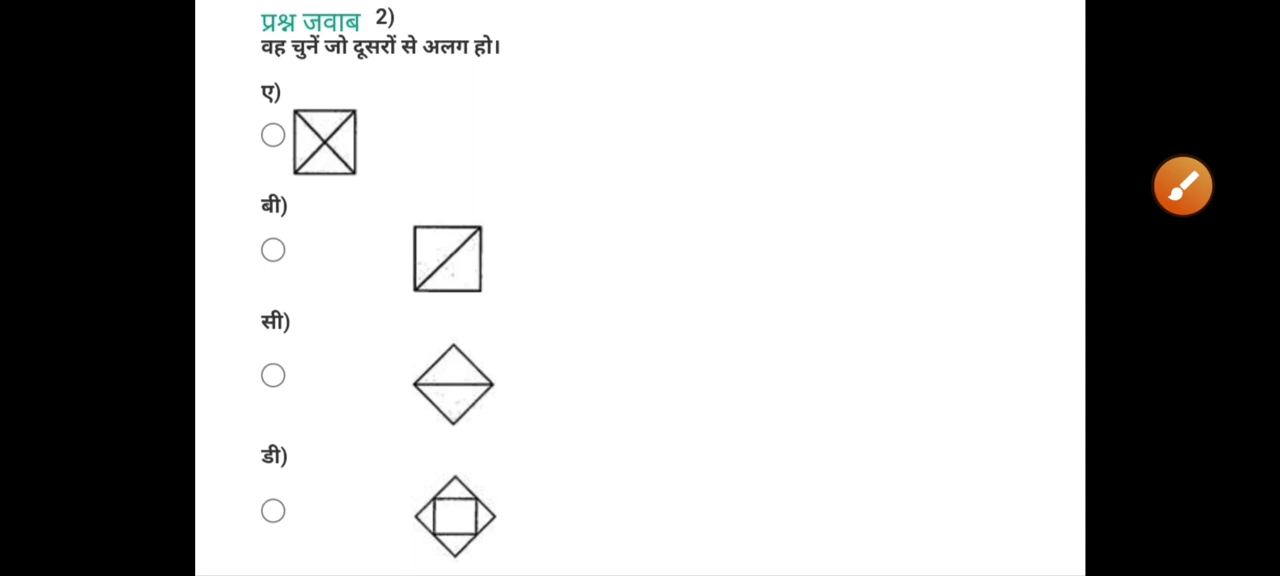 प्रश्न जवाब 2)
वह चुनें जो दूसरों से अलग हो।
ए)
बी)
सी)
डी)